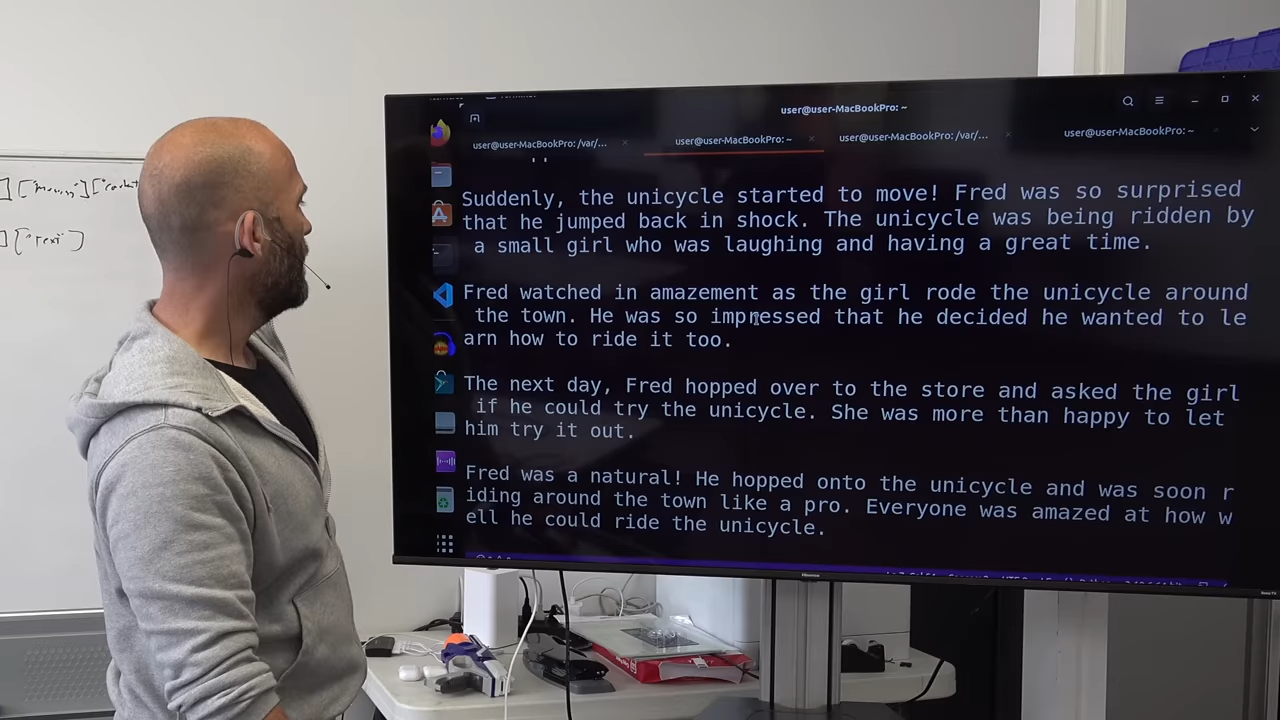 user@user-MacBookPro: ~
user@user-MacBookPro: /var/...
user@user-MacBookPro: ~
user@user-MacBookPro: /var/...
user@user-MacBookPro: ~
Suddenly, the unicycle started to move! Fred was so surprised
that he jumped back in shock. The unicycle was being ridden by
a small girl who was laughing and having a great time.
Fred watched in amazement as the girl rode the unicycle around
the town. He was so impressed that he decided he wanted to le
arn how to ride it too.
The next day, Fred hopped over to the store and asked the girl
if he could try the unicycle. She was more than happy to let
him try it out.
Fred was a natural! He hopped onto the unicycle and was soon r
iding around the town like a pro. Everyone was amazed at how w
ell he could ride the unicycle.
Hisense
["text"]